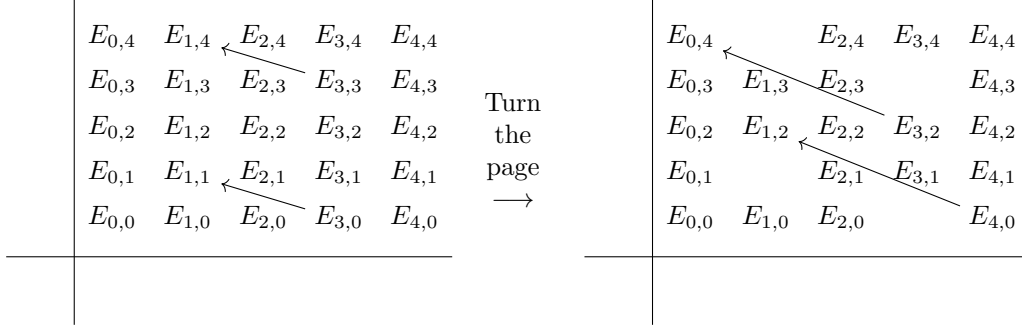 E_{0,4} E_{1,4} E_{2,4} E_{3,4} E_{4,4}
E_{0,3} E_{1,3} E_{2,3} E_{3,3} E_{4,3}
E_{0,2} E_{1,2} E_{2,2} E_{3,2} E_{4,2}
E_{0,1} E_{1,1} E_{2,1} E_{3,1} E_{4,1}
E_{0,0} E_{1,0} E_{2,0} E_{3,0} E_{4,0}
Turn
the
page
⟶
E_{0,4} E_{2,4} E_{3,4} E_{4,4}
E_{0,3} E_{1,3} E_{2,3} E_{4,3}
E_{0,2} E_{1,2} E_{2,2} E_{3,2} E_{4,2}
E_{0,1} E_{2,1} E_{3,1} E_{4,1}
E_{0,0} E_{1,0} E_{2,0} E_{4,0}